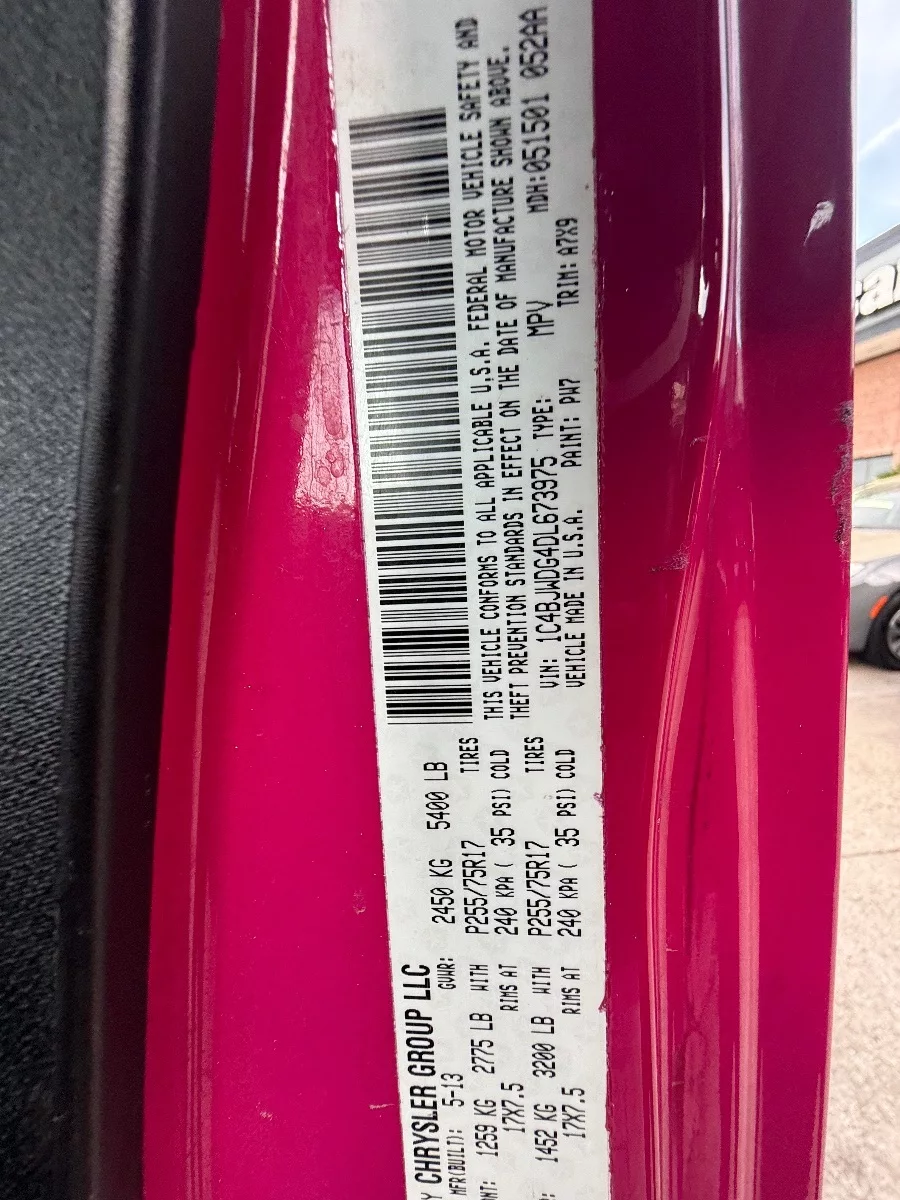 Y CHRYSLER GROUP LLC
MFR(BUILT): 5-13 GVWR: 2450 KG 5400 LB
NT: 1259 KG 2775 LB WITH P255/75R17 TIRES
17X7.5 RIMS AT 240 KPA ( 35 PSI) COLD
: 1452 KG 3200 LB WITH P255/75R17 TIRES
17X7.5 RIMS AT 240 KPA ( 35 PSI) COLD
THIS VEHICLE CONFORMS TO ALL APPLICABLE U.S.A. FEDERAL MOTOR VEHICLE SAFETY AND
THEFT PREVENTION STANDARDS IN EFFECT ON THE DATE OF MANUFACTURE SHOWN ABOVE.
VIN: 1C4BJWDG4DL673975 TYPE: MPV MDH:051501 052AA
VEHICLE MADE IN U.S.A. PAINT: PW7 TRIM: A7X9